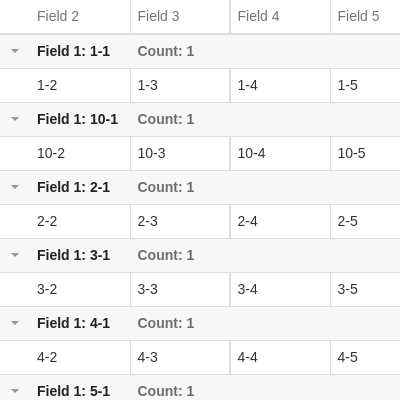 Field 2 Field 3 Field 4 Field 5
Field 1: 1-1 Count: 1
1-2 1-3 1-4 1-5
Field 1: 10-1 Count: 1
10-2 10-3 10-4 10-5
Field 1: 2-1 Count: 1
2-2 2-3 2-4 2-5
Field 1: 3-1 Count: 1
3-2 3-3 3-4 3-5
Field 1: 4-1 Count: 1
4-2 4-3 4-4 4-5
Field 1: 5-1 Count: 1